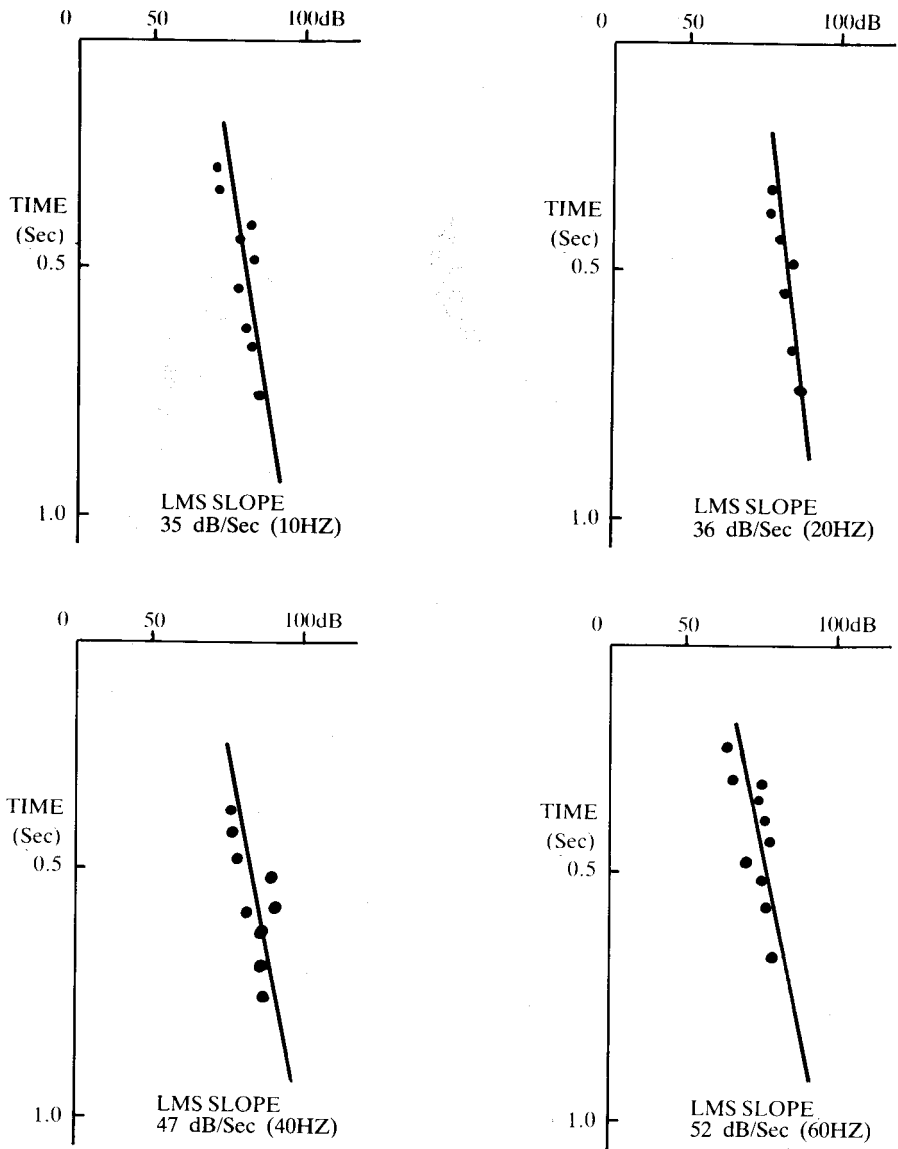 0 50 100dB
TIME
(Sec)
0.5
1.0
LMS SLOPE
35 dB/Sec (10HZ)
0 50 100dB
TIME
(Sec)
0.5
1.0
LMS SLOPE
36 dB/Sec (20HZ)
0 50 100dB
TIME
(Sec)
0.5
1.0
LMS SLOPE
47 dB/Sec (40HZ)
0 50 100dB
TIME
(Sec)
0.5
1.0
LMS SLOPE
52 dB/Sec (60HZ)